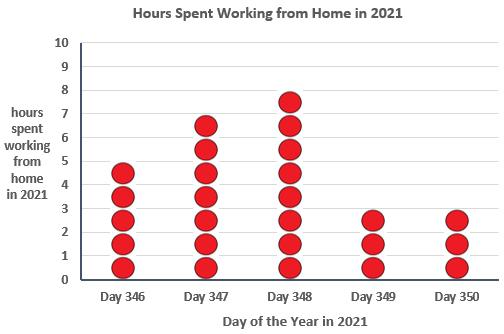 Hours Spent Working from Home in 2021
10
9
8
7
6
5
4
3
2
1
0
hours
spent
working
from
home
in 2021
Day 346 Day 347 Day 348 Day 349 Day 350
Day of the Year in 2021